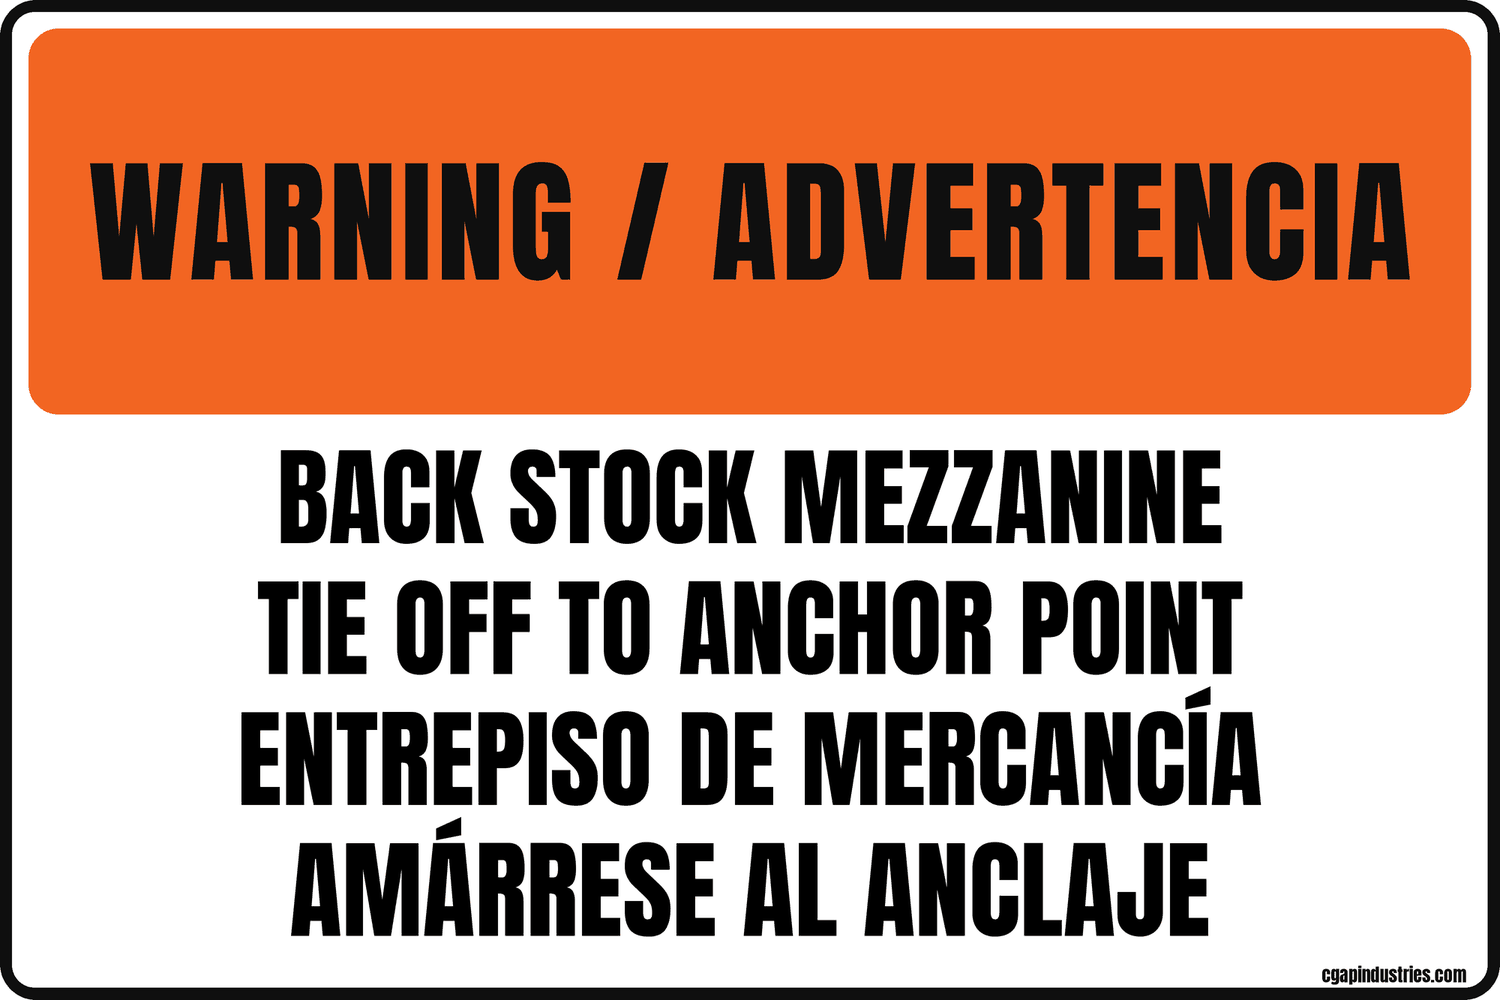 WARNING / ADVERTENCIA
BACK STOCK MEZZANINE
TIE OFF TO ANCHOR POINT
ENTREPISO DE MERCANCÍA
AMÁRRESE AL ANCLAJE
cgapindustries.com